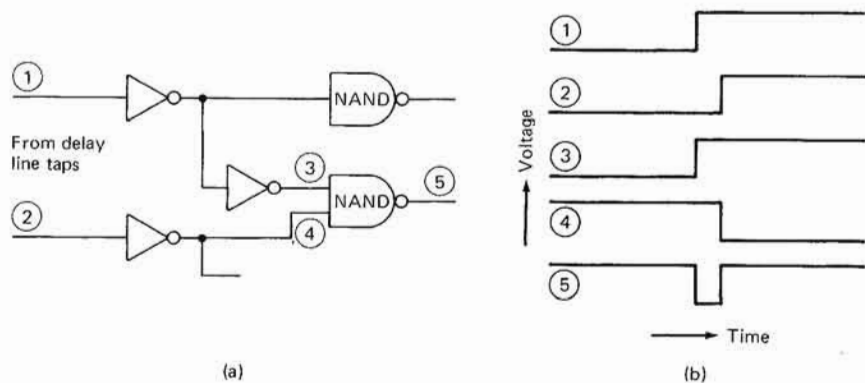 ①
NAND
From delay
line taps
③
⑤
②
NAND
④
(a)
①
②
③
④
⑤
Voltage
Time
(b)